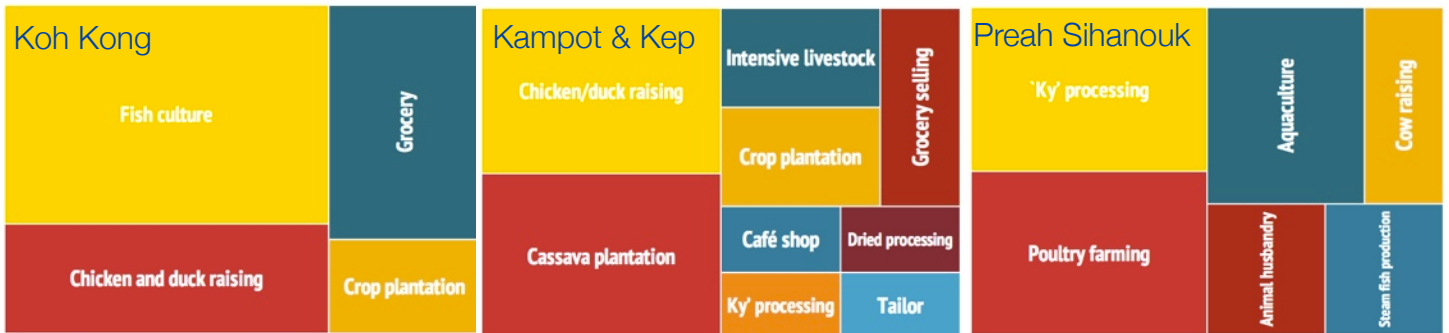 Koh Kong
Fish culture
Grocery
Chicken and duck raising
Crop plantation
Kampot & Kep
Chicken/duck raising
Intensive livestock
Grocery selling
Crop plantation
Cassava plantation
Café shop
Dried processing
Ky' processing
Tailor
Preah Sihanouk
`Ky' processing
Aquaculture
Cow raising
Poultry farming
Animal husbandry
Steam fish production